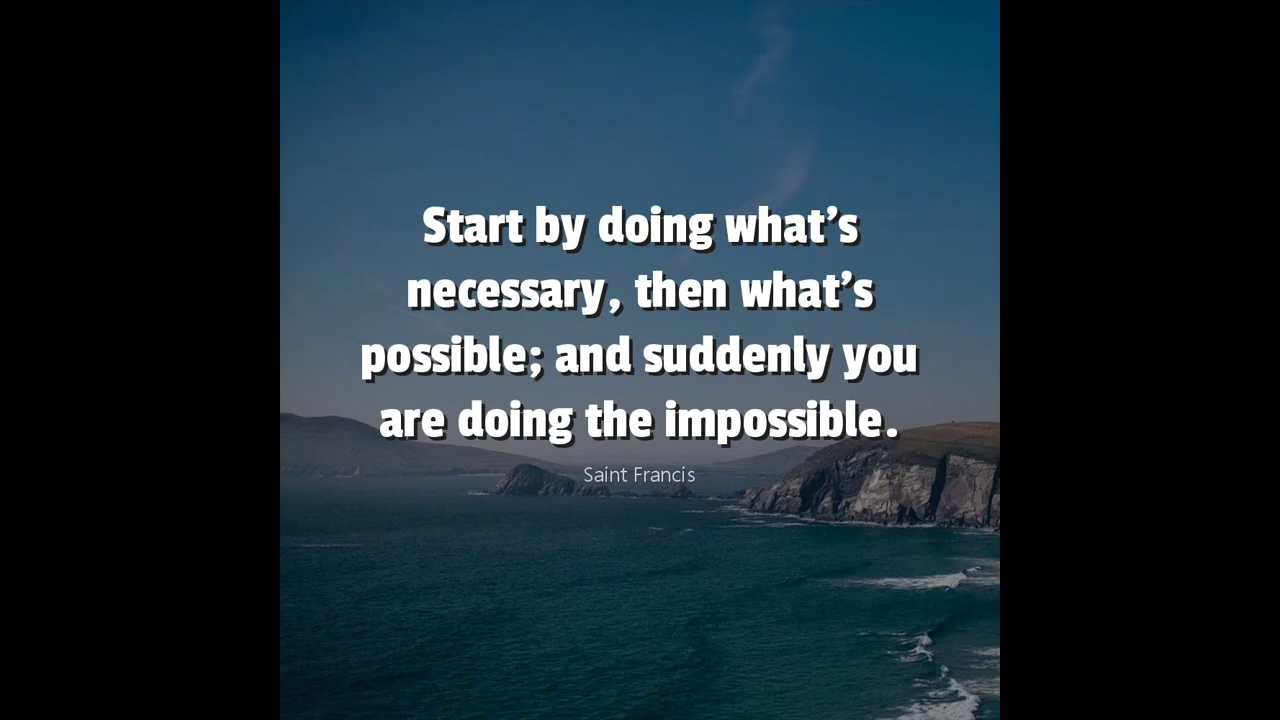 Start by doing what’s
necessary, then what’s
possible; and suddenly you
are doing the impossible.
Saint Francis